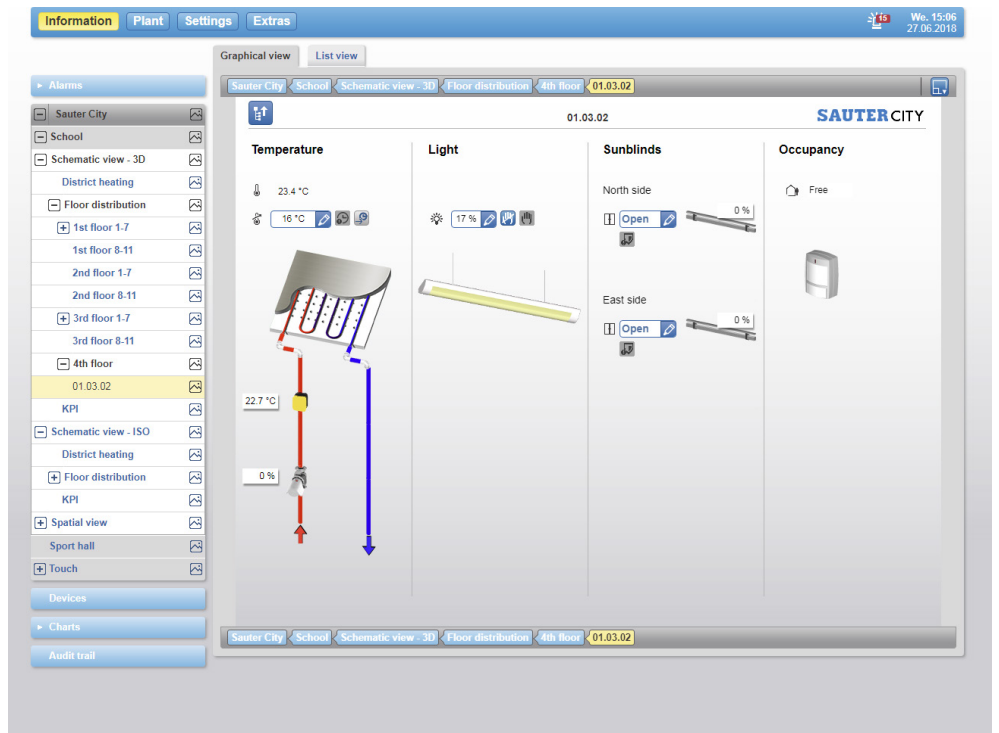 Information Plant Settings Extras
15
We. 15:06
27.06.2018
Graphical view List view
Alarms
Sauter City
School
Schematic view - 3D
District heating
Floor distribution
1st floor 1-7
1st floor 8-11
2nd floor 1-7
2nd floor 8-11
3rd floor 1-7
3rd floor 8-11
4th floor
01.03.02
KPI
Schematic view - ISO
District heating
Floor distribution
KPI
Spatial view
Sport hall
Touch
Devices
Charts
Audit trail
Sauter City School Schematic view - 3D Floor distribution 4th floor 01.03.02
01.03.02
SAUTER CITY
Temperature
23.4 °C
16 °C
22.7 °C
0 %
Light
17 %
Sunblinds
North side
Open
0 %
East side
Open
0 %
Occupancy
Free
Sauter City School Schematic view - 3D Floor distribution 4th floor 01.03.02